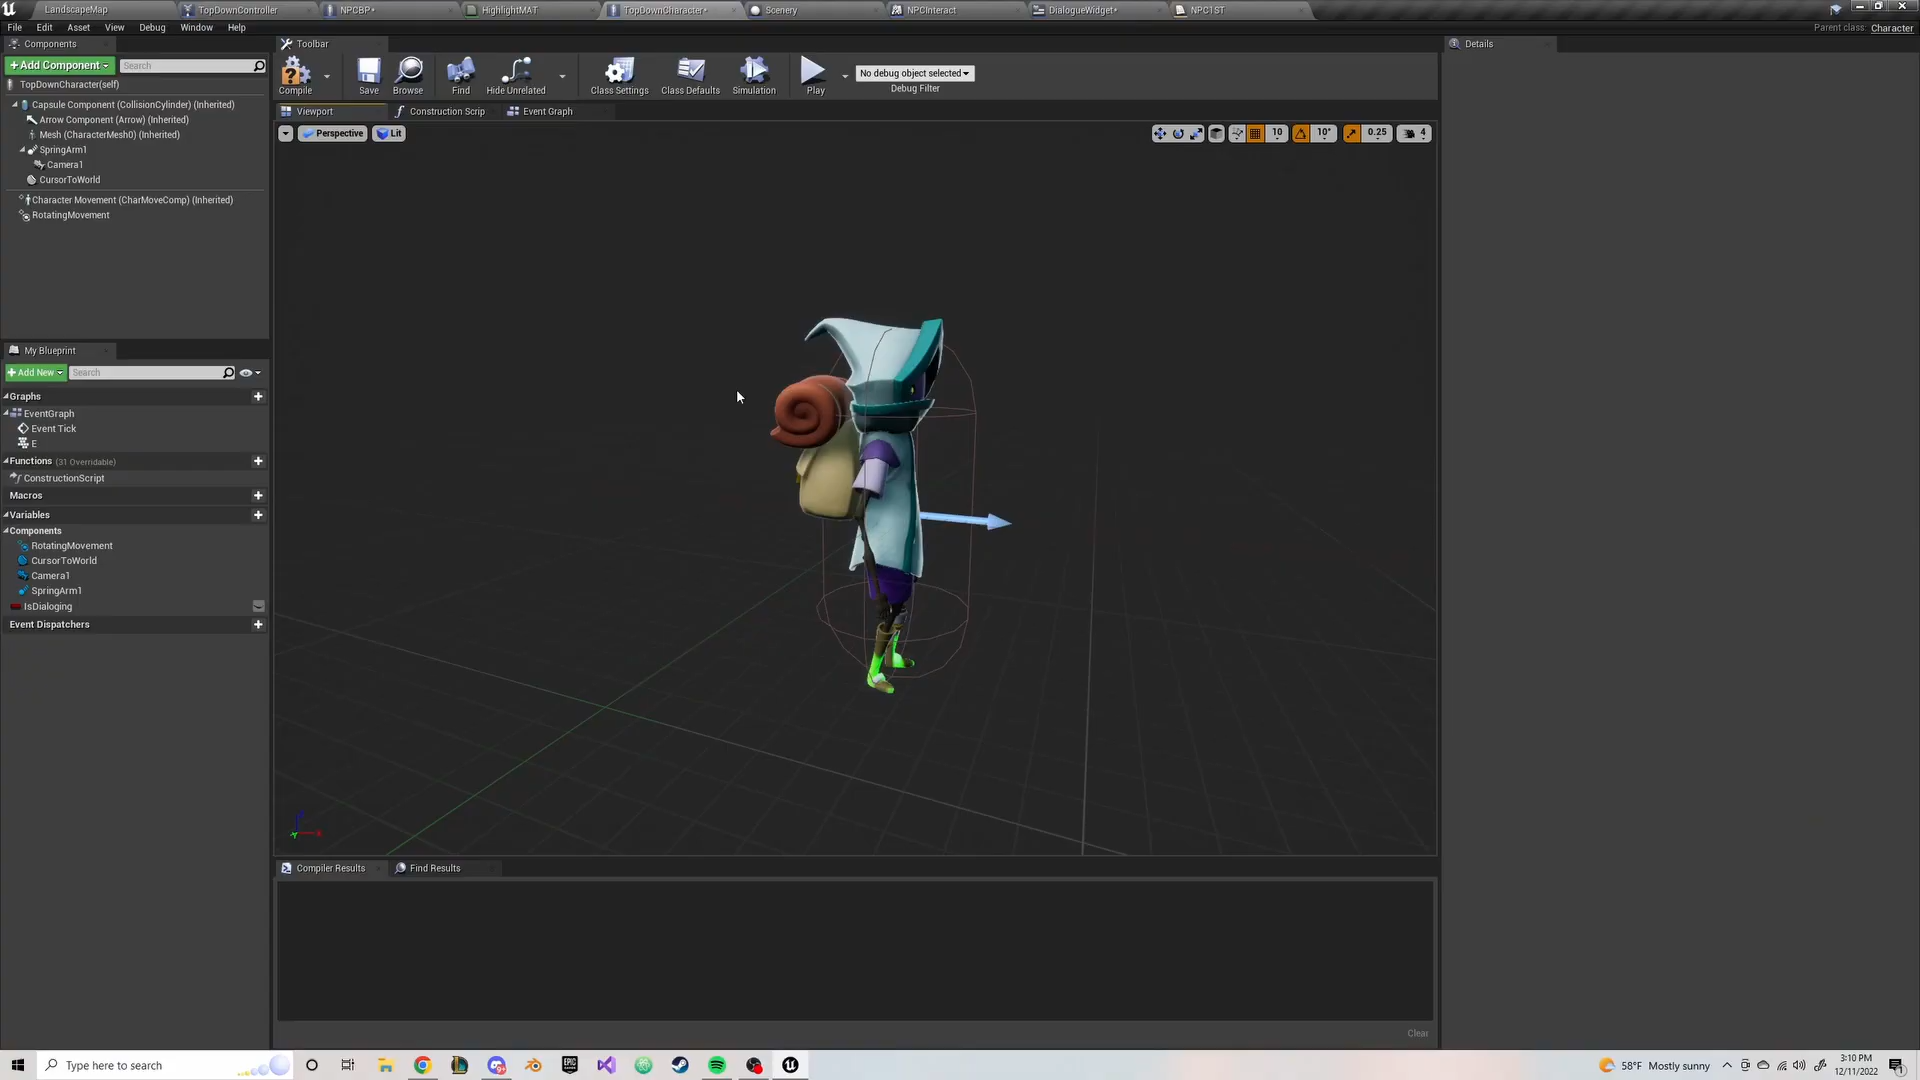 LandscapeMap
TopDownController
NPCBP*
HighlightMAT
TopDownCharacter*
Scenery
NPCInteract
DialogueWidget*
NPC1ST
File
Edit
Asset
View
Debug
Window
Help
Parent class: Character
Components
+Add Component
Search
TopDownCharacter(self)
Capsule Component (CollisionCylinder) (Inherited)
Arrow Component (Arrow) (Inherited)
Mesh (CharacterMesh0) (Inherited)
SpringArm1
Camera1
CursorToWorld
Character Movement (CharMoveComp) (Inherited)
RotatingMovement
My Blueprint
+Add New
Search
Graphs
EventGraph
Event Tick
E
Functions (31 Overridable)
ConstructionScript
Macros
Variables
Components
RotatingMovement
CursorToWorld
Camera1
SpringArm1
IsDialoging
Event Dispatchers
Toolbar
Compile
Save
Browse
Find
Hide Unrelated
Class Settings
Class Defaults
Simulation
Play
No debug object selected
Debug Filter
Viewport
Construction Scrip
Event Graph
Perspective
Lit
10
10°
0.25
4
Compiler Results
Find Results
Clear
Details
Type here to search
58°F Mostly sunny
3:10 PM
12/11/2022